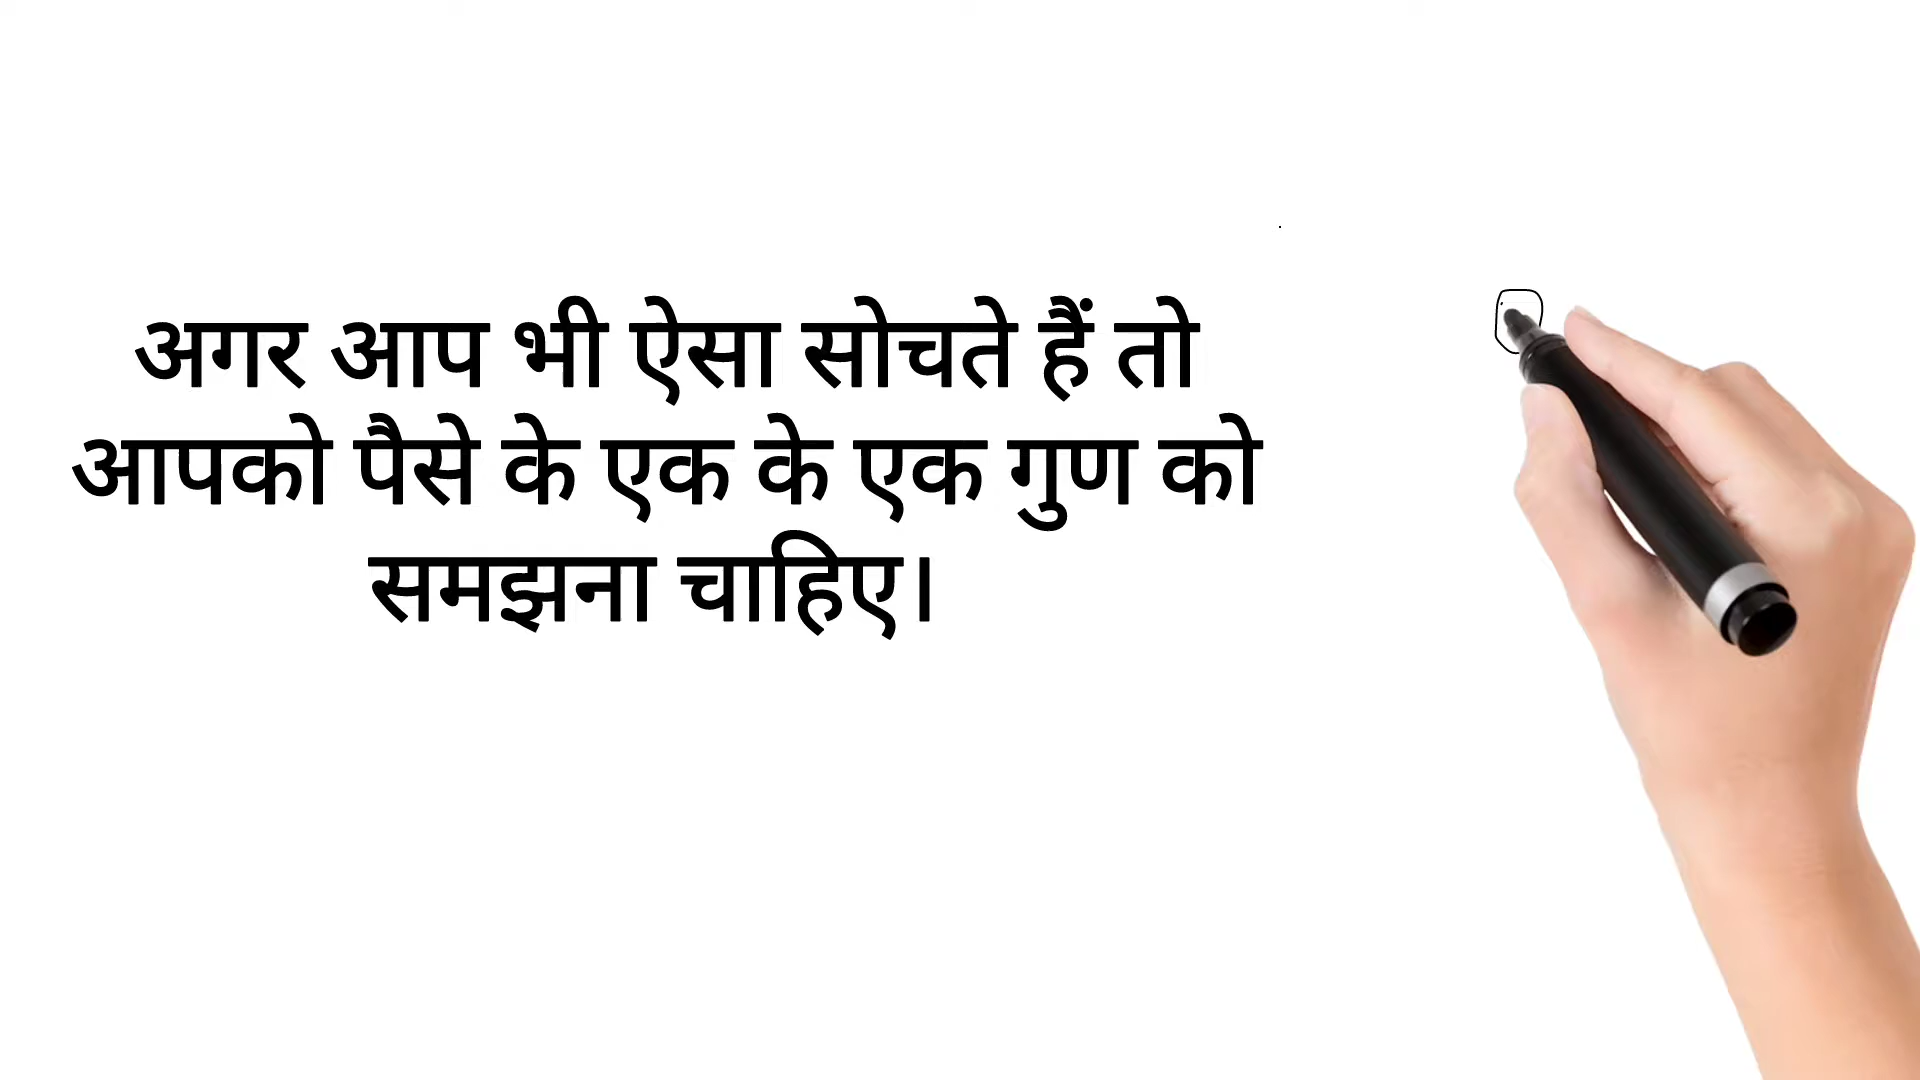 अगर आप भी ऐसा सोचते हैं तो
आपको पैसे के एक के एक गुण को
समझना चाहिए।